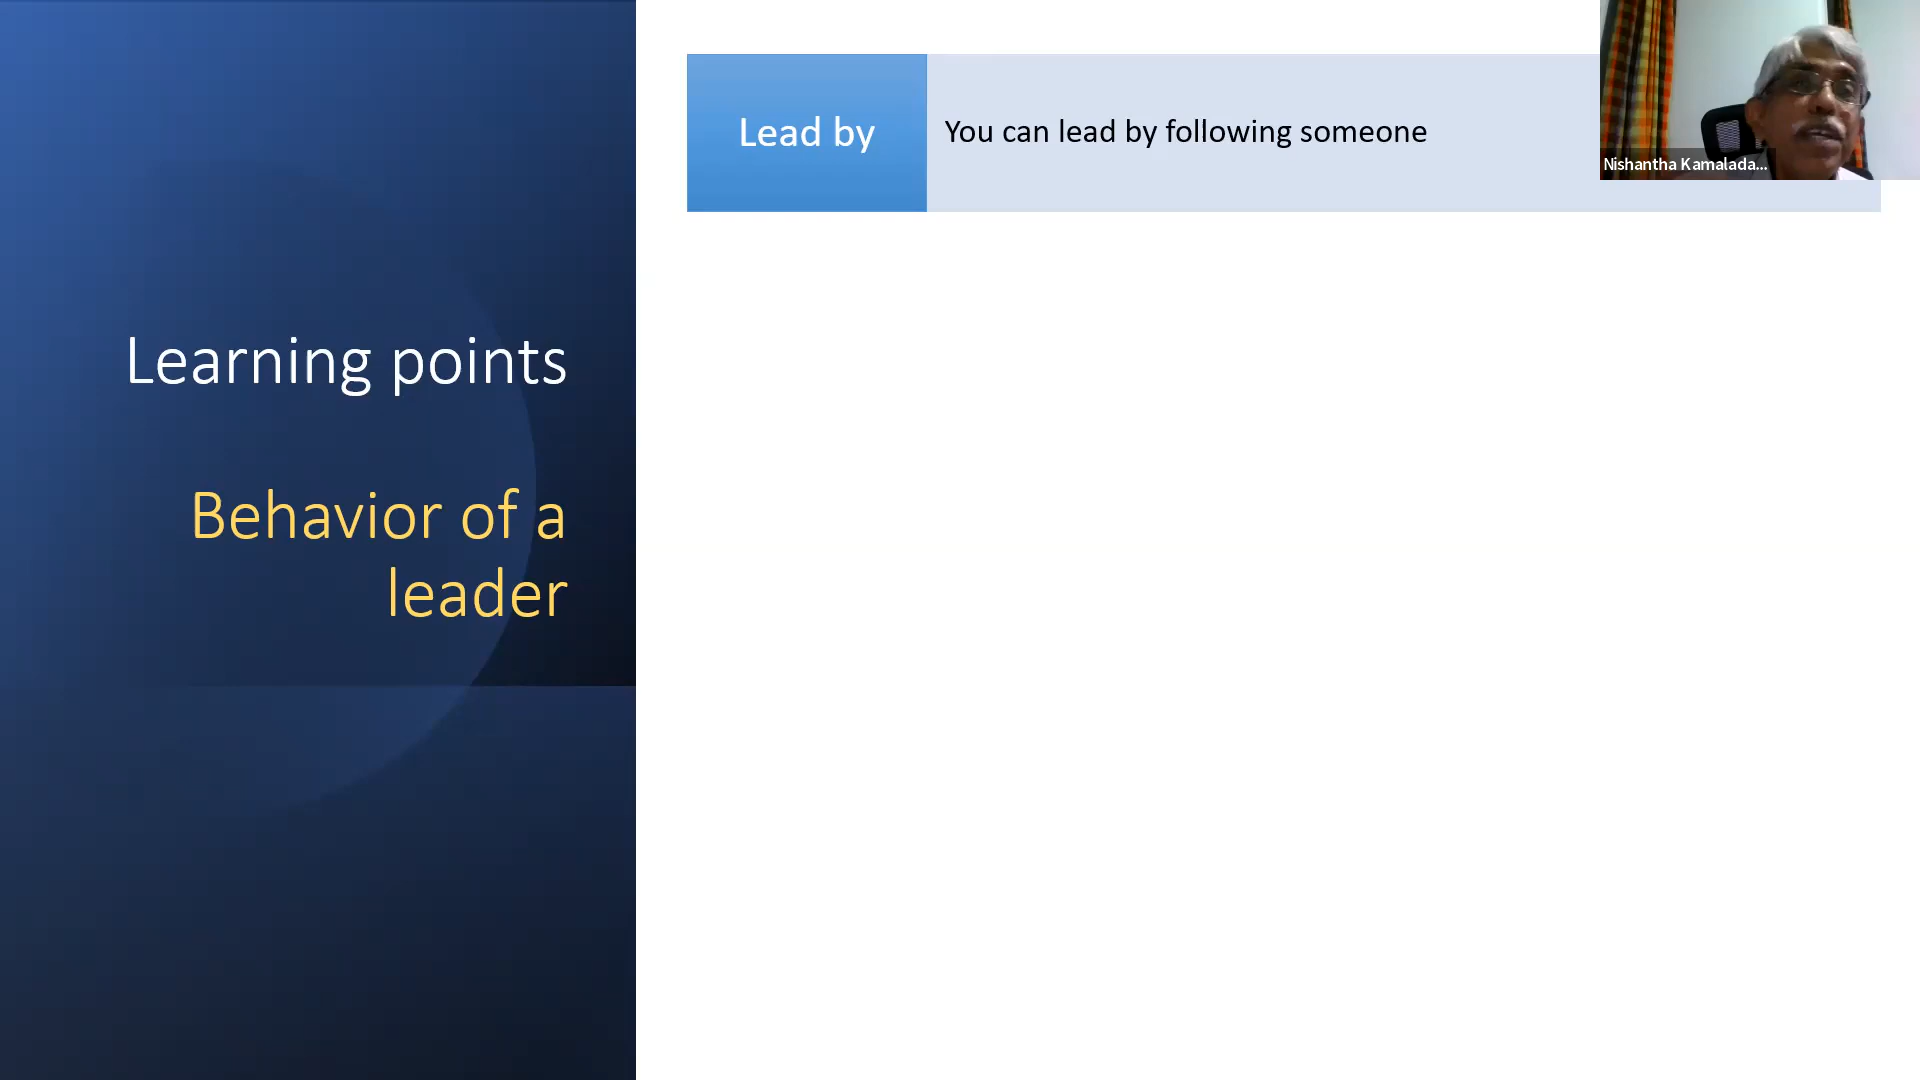 Learning points
Behavior of a
leader
Lead by
You can lead by following someone
Nishantha Kamalada...